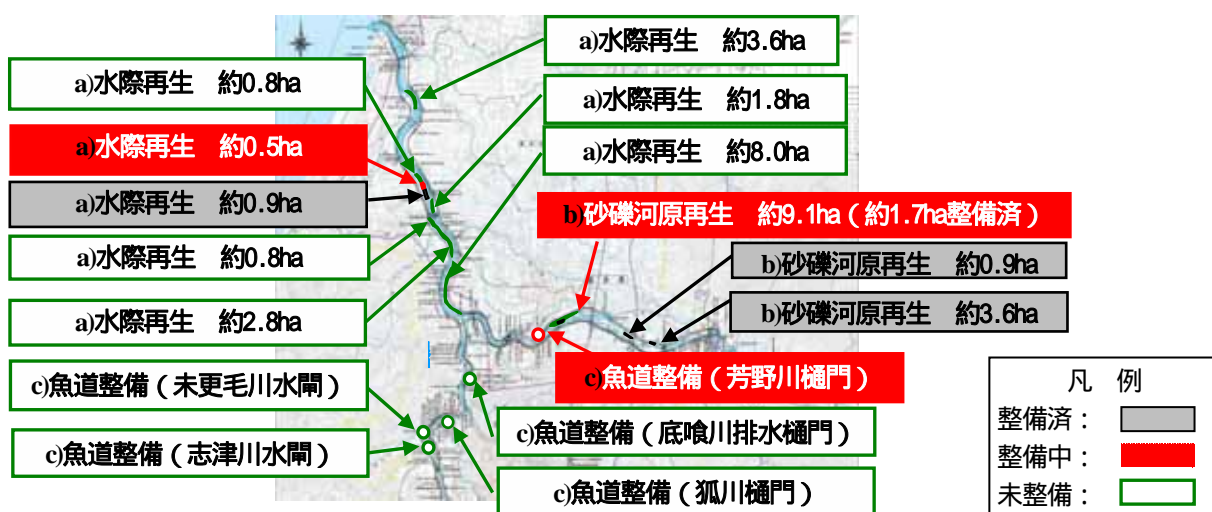 a)水際再生　約3.6ha
a)水際再生　約0.8ha
a)水際再生　約1.8ha
a)水際再生　約0.5ha
a)水際再生　約8.0ha
a)水際再生　約0.9ha
b)砂礫河原再生　約9.1ha（約1.7ha整備済）
a)水際再生　約0.8ha
b)砂礫河原再生　約0.9ha
a)水際再生　約2.8ha
b)砂礫河原再生　約3.6ha
c)魚道整備（未更毛川水閘）
c)魚道整備（芳野川樋門）
c)魚道整備（底喰川排水樋門）
c)魚道整備（志津川水閘）
c)魚道整備（狐川樋門）
凡　例
整備済：
整備中：
未整備：